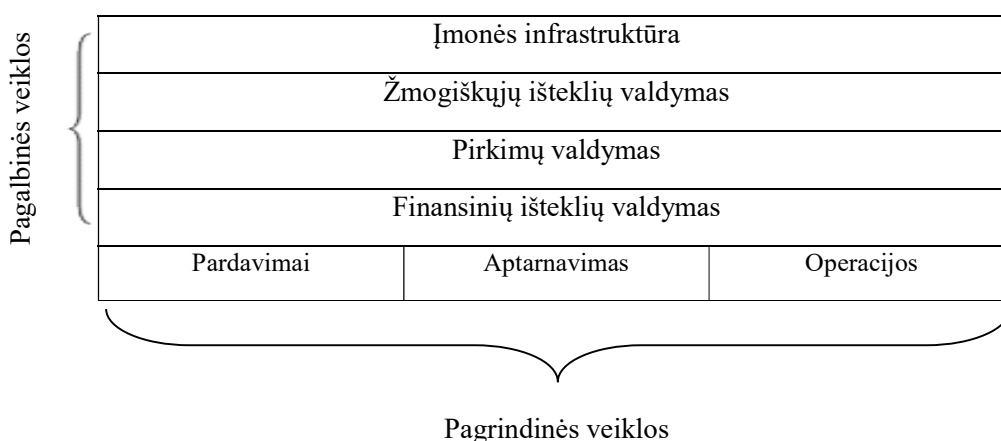 Pagalbinės veiklos
Įmonės infrastruktūra
Žmogiškųjų išteklių valdymas
Pirkimų valdymas
Finansinių išteklių valdymas
Pardavimai
Aptarnavimas
Operacijos
Pagrindinės veiklos